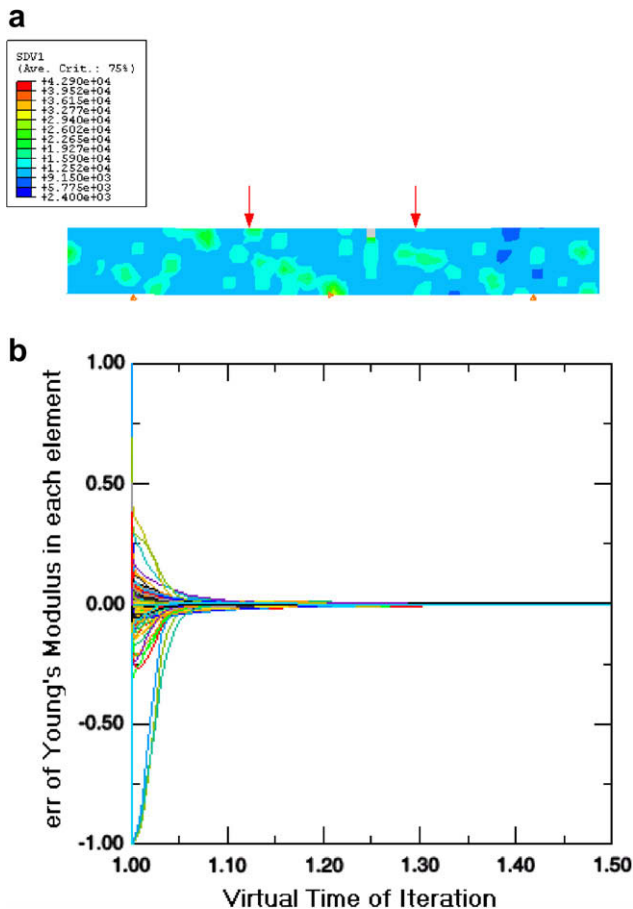 a
SDV1
(Ave. Crit.: 75%)
+4.290e+04
+3.952e+04
+3.615e+04
+3.277e+04
+2.940e+04
+2.602e+04
+2.265e+04
+1.927e+04
+1.590e+04
+1.252e+04
+9.150e+03
+5.775e+03
+2.400e+03
b
1.00
0.50
0.00
-0.50
-1.00
err of Young's Modulus in each element
1.00 1.10 1.20 1.30 1.40 1.50
Virtual Time of Iteration